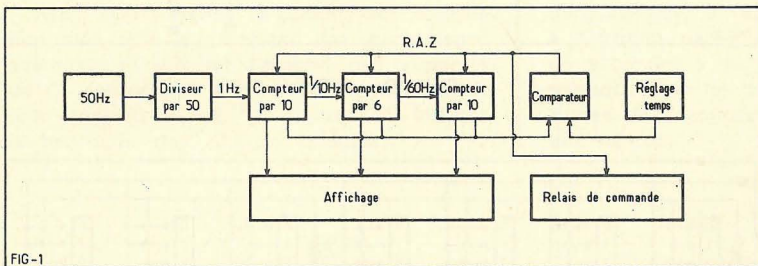 R.A.Z
50Hz
Diviseur
par 50
1 Hz
Compteur
par 10
1/10Hz
Compteur
par 6
1/60Hz
Compteur
par 10
Comparateur
Réglage
temps
Affichage
Relais de commande
FIG-1